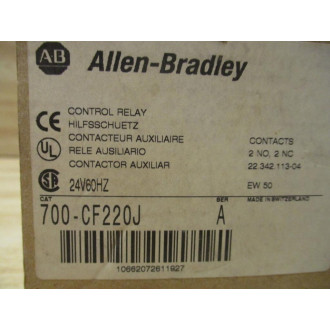 AB Allen-Bradley
CONTROL RELAY
HILFSSCHUETZ
CONTACTEUR AUXILIAIRE
RELE AUSILIARIO
CONTACTOR AUXILIAR
CONTACTS
2 NO, 2 NC
22.342.113-04
24V60HZ
EW 50
CAT
SER
MADE IN SWITZERLAND
700-CF220J
A
10662072611927